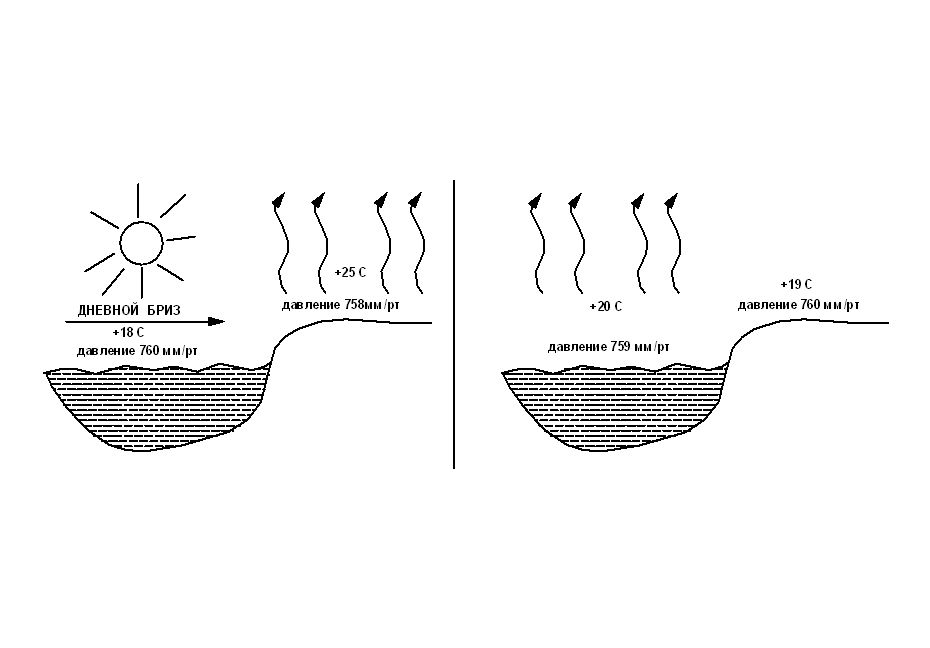 +25 С
давление 758мм/рт
ДНЕВНОЙ БРИЗ
+18 С
давление 760 мм/рт
+19 С
давление 760 мм/рт
+20 С
давление 759 мм/рт